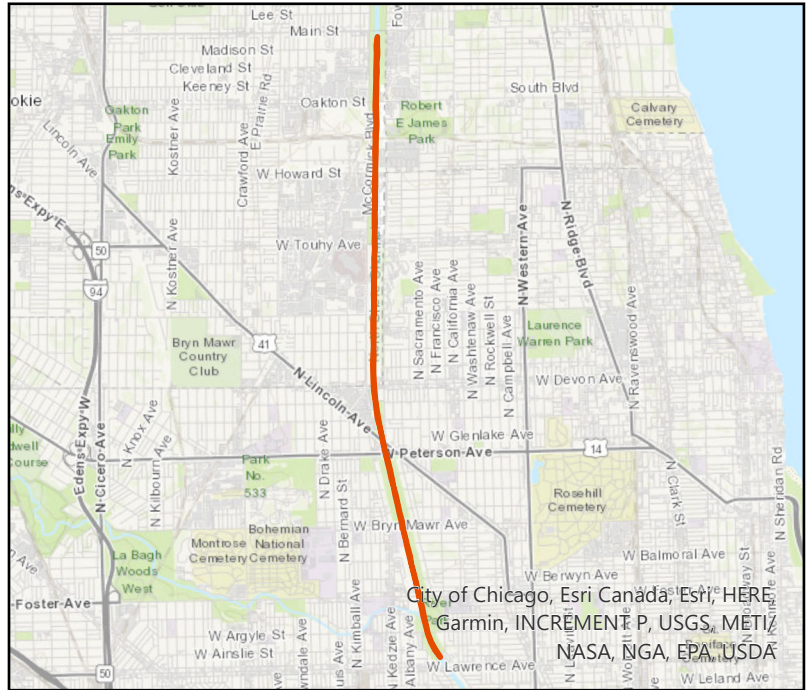 Lee St
Main St
Madison St
Cleveland St
Keeney St
South Blvd
okie
Oakton
Park
Emily
Park
Kostner Ave
E Prairie Rd
Crawford Ave
Oakton St
Robert
E James
Park
Calvary
Cemetery
Lincoln Ave
McCormick Blvd
W Howard St
ns Expy E
N Kostner Ave
W Touhy Ave
50
94
N Western Ave
N Ridge Blvd
N Sacramento Ave
N Francisco Ave
N California Ave
N Washtenaw Ave
N Rockwell St
N Campbell Ave
N Ravenswood Ave
Laurence
Warren Park
Bryn Mawr
Country
Club
41
N Lincoln Ave
W Devon Ave
Edens Expy W
N Cicero Ave
N Knox Ave
N Kilbourn Ave
N Drake Ave
W Glenlake Ave
W Peterson Ave
14
illy
dwell
Course
Park
No.
533
N Bernard St
Rosehill
Cemetery
N Clark St
N Sheridan Rd
W Bryn Mawr Ave
Montrose
Cemetery
Bohemian
National
Cemetery
La Bagh
Woods
West
W Balmoral Ave
W Berwyn Ave
Foster Ave
W Argyle St
W Ainslie St
N Kimball Ave
N Kedzie Ave
Albany Ave
50
W Lawrence Ave
W Leland Ave
City of Chicago, Esri Canada, Esri, HERE,
Garmin, INCREMENT P, USGS, METI/
NASA, NGA, EPA, USDA